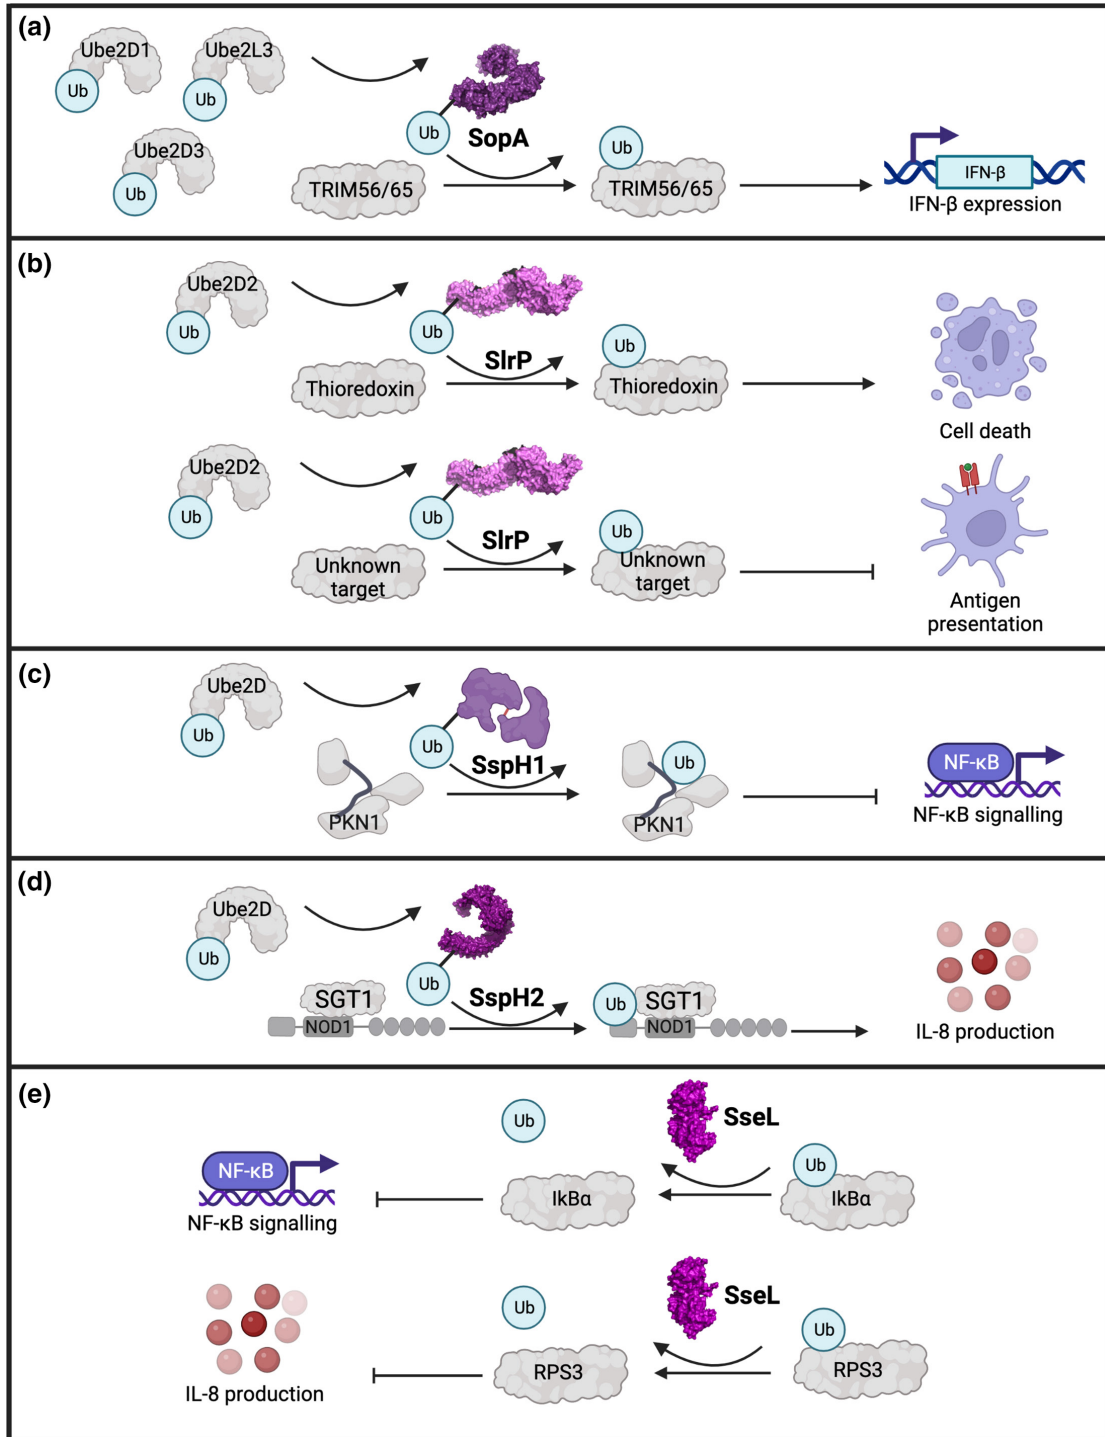 (a)
Ube2D1
Ube2L3
Ub
Ub
Ube2D3
Ub
Ub
SopA
TRIM56/65
Ub
TRIM56/65
IFN-β
IFN-β expression
(b)
Ube2D2
Ub
Ub
SlrP
Thioredoxin
Ub
Thioredoxin
Cell death
Ube2D2
Ub
Ub
SlrP
Unknown
target
Ub
Unknown
target
Antigen
presentation
(c)
Ube2D
Ub
Ub
SspH1
PKN1
Ub
PKN1
NF-κB
NF-κB signalling
(d)
Ube2D
Ub
Ub
SspH2
SGT1
NOD1
Ub
SGT1
NOD1
IL-8 production
(e)
Ub
SseL
Ub
IkBα
IkBα
NF-κB
NF-κB signalling
Ub
SseL
Ub
RPS3
RPS3
IL-8 production